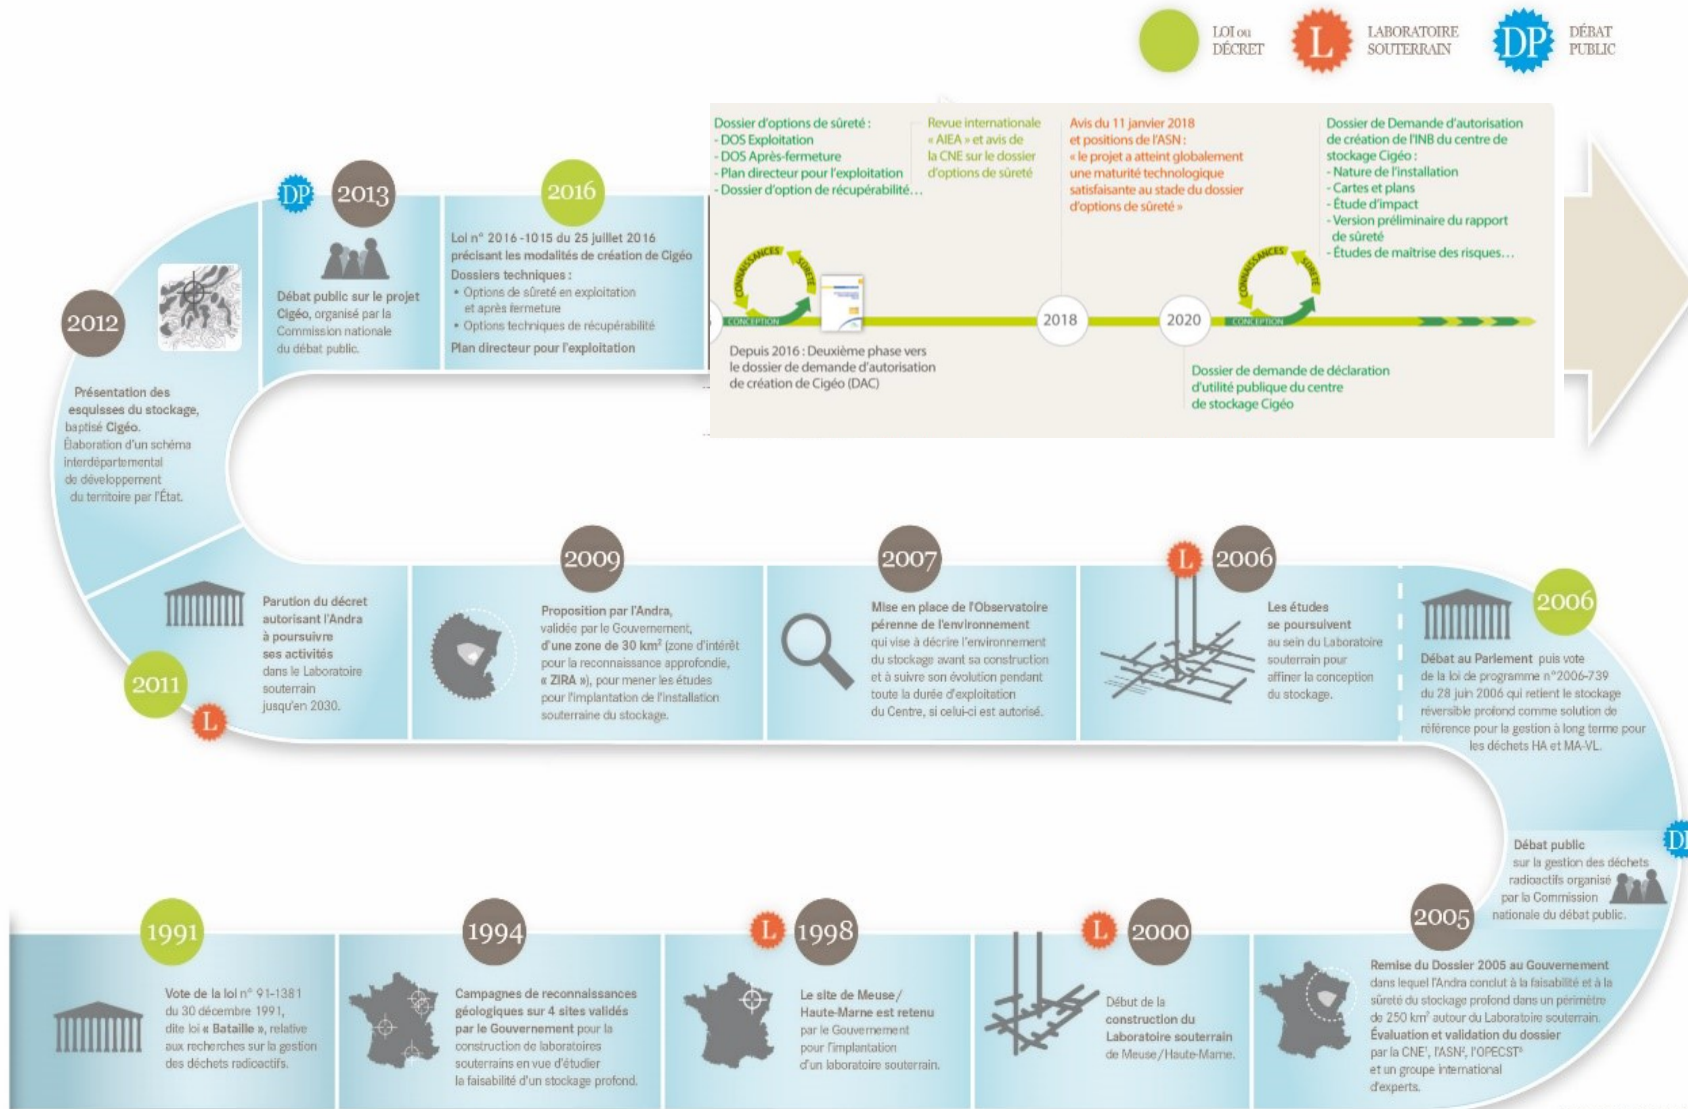 LOI ou
DÉCRET
L
LABORATOIRE
SOUTERRAIN
DP
DÉBAT
PUBLIC
Dossier d'options de sûreté :
- DOS Exploitation
- DOS Après-fermeture
- Plan directeur pour l'exploitation
- Dossier d'option de récupérabilité…
Revue internationale
« AIEA » et avis de
la CNE sur le dossier
d'options de sûreté
Avis du 11 janvier 2018
et positions de l'ASN :
« le projet a atteint globalement
une maturité technologique
satisfaisante au stade du dossier
d'options de sûreté »
Dossier de Demande d'autorisation
de création de l'INB du centre de
stockage Cigéo :
- Nature de l'installation
- Cartes et plans
- Étude d'impact
- Version préliminaire du rapport
de sûreté
- Études de maîtrise des risques…
CONNAISSANCES
SÛRETÉ
CONCEPTION
2018
2020
CONNAISSANCES
SÛRETÉ
CONCEPTION
Depuis 2016 : Deuxième phase vers
le dossier de demande d'autorisation
de création de Cigéo (DAC)
Dossier de demande de déclaration
d'utilité publique du centre
de stockage Cigéo
2016
Loi n° 2016 -1015 du 25 juillet 2016
précisant les modalités de création de Cigéo
Dossiers techniques :
• Options de sûreté en exploitation
et après fermeture
• Options techniques de récupérabilité
Plan directeur pour l'exploitation
DP
2013
Débat public sur le projet
Cigéo, organisé par la
Commission nationale
du débat public.
2012
Présentation des
esquisses du stockage,
baptisé Cigéo.
Élaboration d'un schéma
interdépartemental
de développement
du territoire par l'État.
2011
L
Parution du décret
autorisant l'Andra
à poursuivre
ses activités
dans le Laboratoire
souterrain
jusqu'en 2030.
2009
Proposition par l'Andra,
validée par le Gouvernement,
d'une zone de 30 km² (zone d'intérêt
pour la reconnaissance approfondie,
« ZIRA »), pour mener les études
pour l'implantation de l'installation
souterraine du stockage.
2007
Mise en place de l'Observatoire
pérenne de l'environnement
qui vise à décrire l'environnement
du stockage avant sa construction
et à suivre son évolution pendant
toute la durée d'exploitation
du Centre, si celui-ci est autorisé.
L
2006
Les études
se poursuivent
au sein du Laboratoire
souterrain pour
affiner la conception
du stockage.
2006
Débat au Parlement puis vote
de la loi de programme n°2006-739
du 28 juin 2006 qui retient le stockage
réversible profond comme solution de
référence pour la gestion à long terme pour
les déchets HA et MA-VL.
Débat public
sur la gestion des déchets
radioactifs organisé
par la Commission
nationale du débat public.
1991
Vote de la loi n° 91-1381
du 30 décembre 1991,
dite loi « Bataille », relative
aux recherches sur la gestion
des déchets radioactifs.
1994
Campagnes de reconnaissances
géologiques sur 4 sites validés
par le Gouvernement pour la
construction de laboratoires
souterrains en vue d'étudier
la faisabilité d'un stockage profond.
L
1998
Le site de Meuse/
Haute-Marne est retenu
par le Gouvernement
pour l'implantation
d'un laboratoire souterrain.
L
2000
Début de la
construction du
Laboratoire souterrain
de Meuse/Haute-Marne.
2005
Remise du Dossier 2005 au Gouvernement
dans lequel l'Andra conclut à la faisabilité et à la
sûreté du stockage profond dans un périmètre
de 250 km² autour du Laboratoire souterrain.
Évaluation et validation du dossier
par la CNE¹, l'ASN², l'OPECST³
et un groupe international
d'experts.